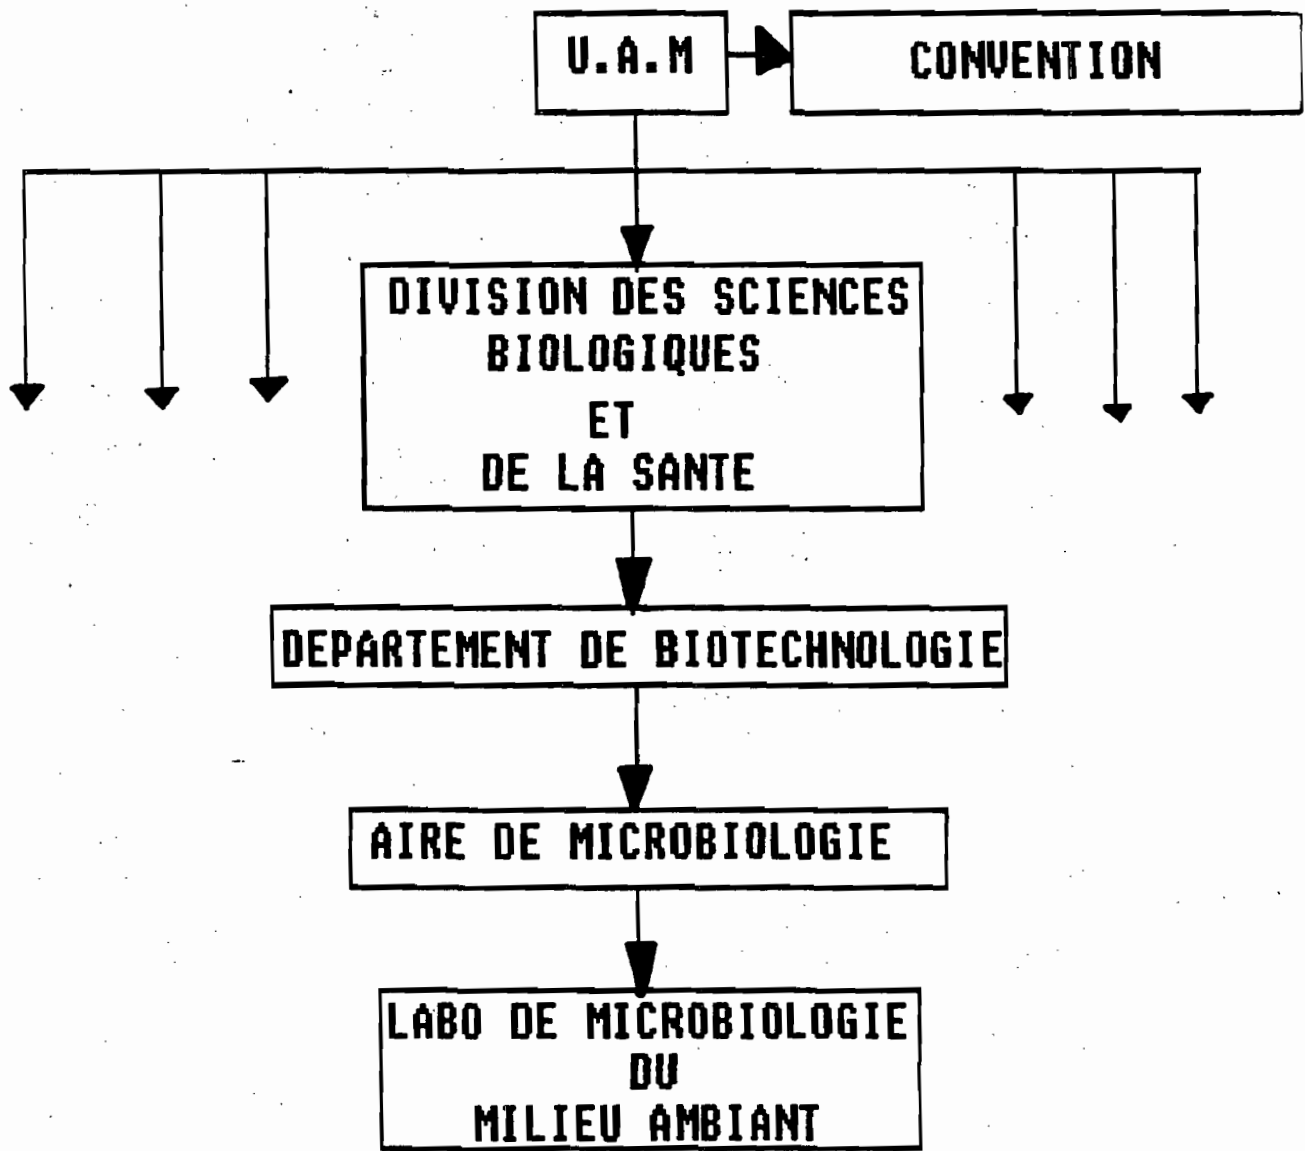 U.A.M
CONVENTION
DIVISION DES SCIENCES
BIOLOGIQUES
ET
DE LA SANTE
DEPARTEMENT DE BIOTECHNOLOGIE
AIRE DE MICROBIOLOGIE
LABO DE MICROBIOLOGIE
DU
MILIEU AMBIANT